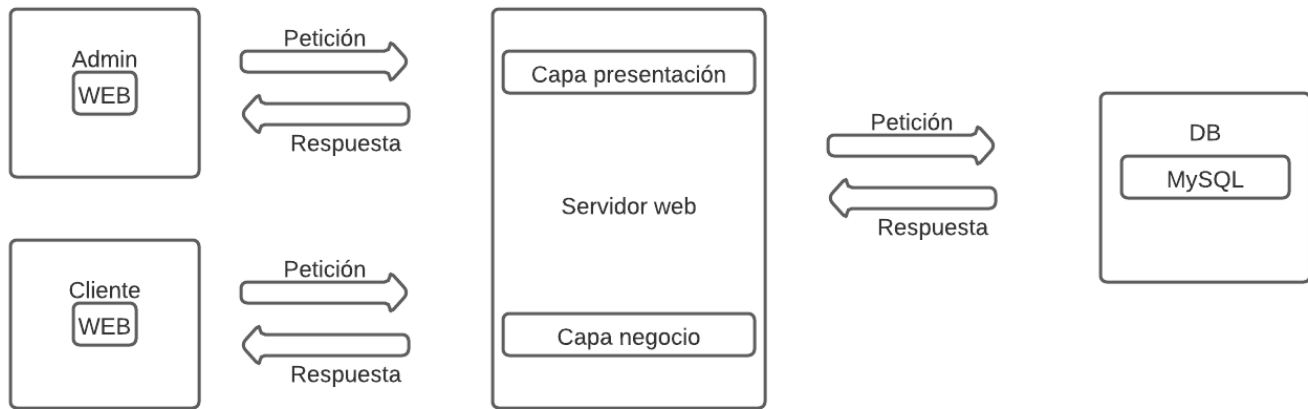 Admin
WEB
Petición
Respuesta
Cliente
WEB
Petición
Respuesta
Capa presentación
Servidor web
Capa negocio
Petición
Respuesta
DB
MySQL